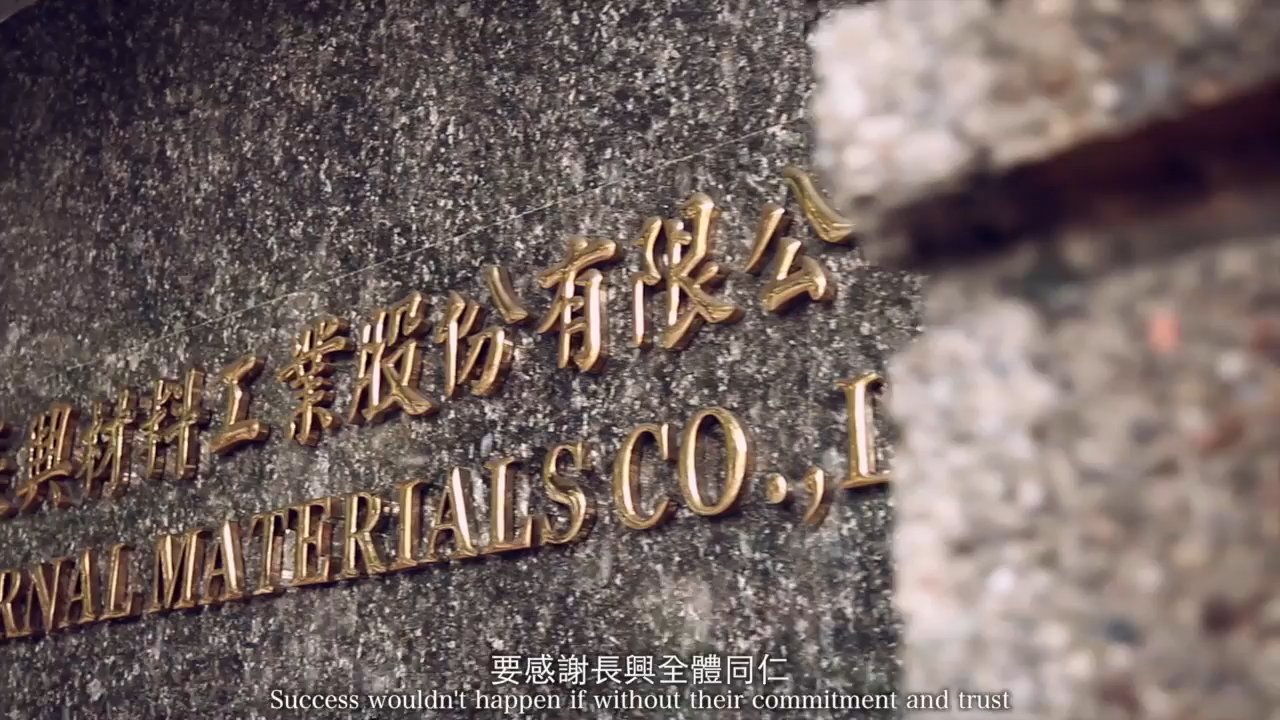 興材料工業股份有限公
RNAL MATERIALS CO., L
要感謝長興全體同仁
Success wouldn't happen if without their commitment and trust